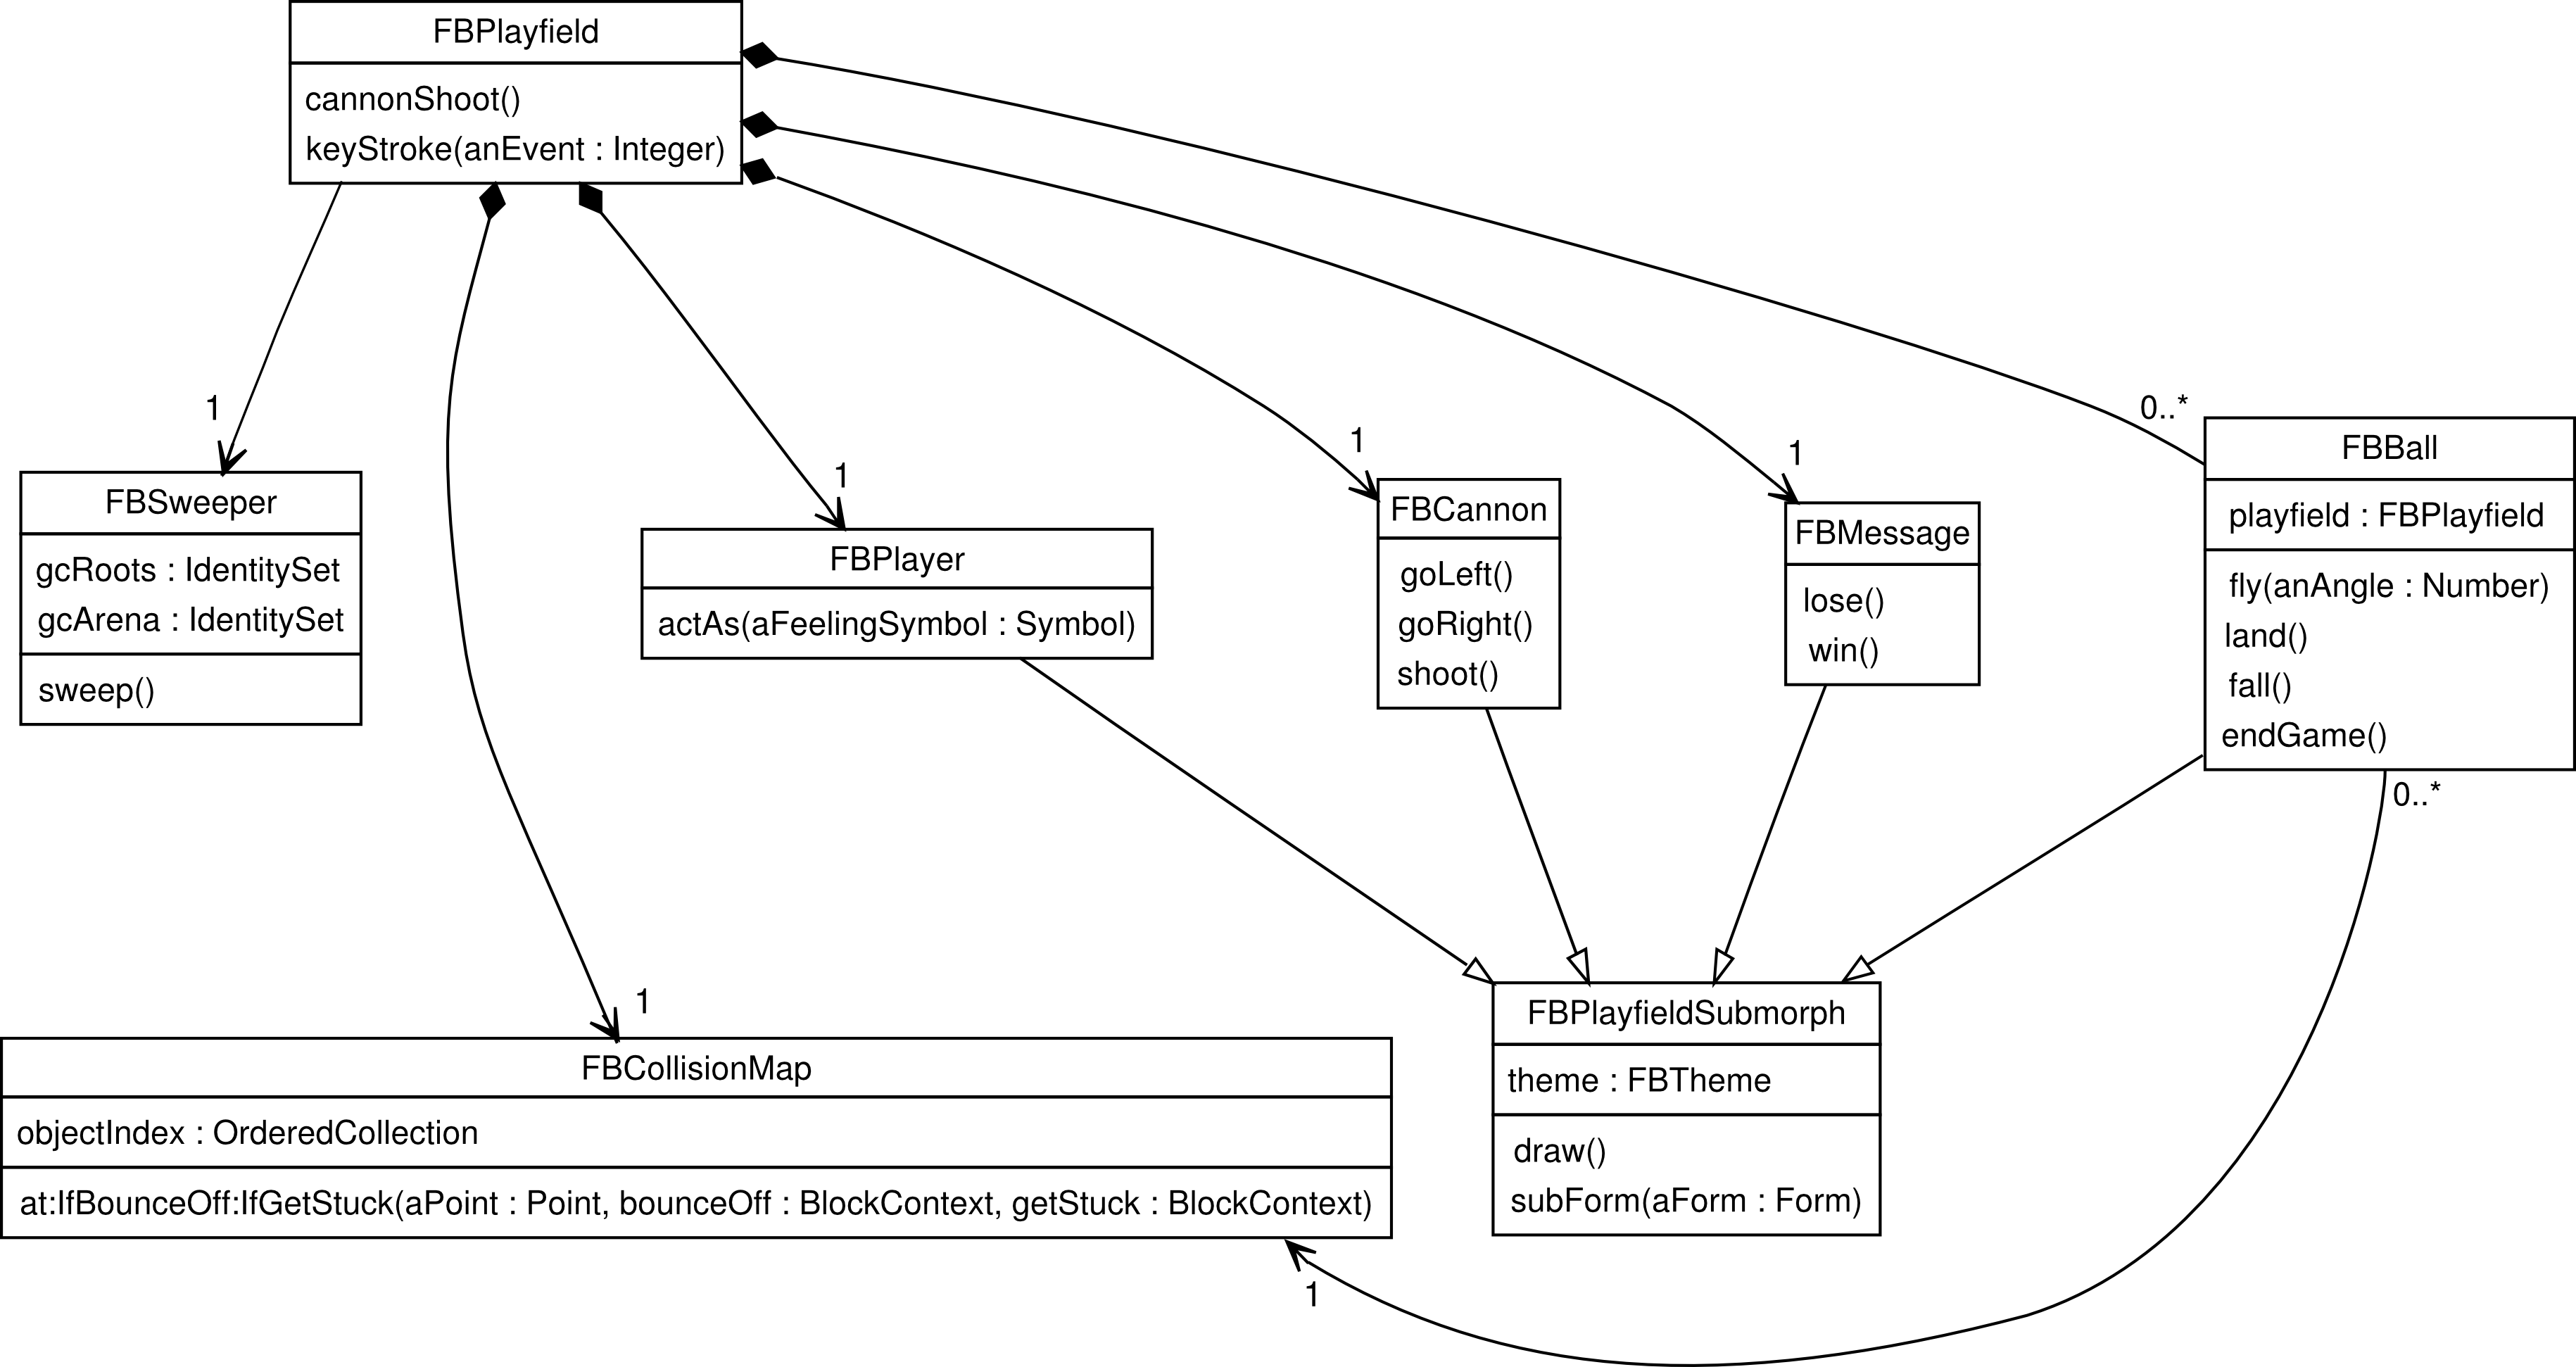 FBPlayfield
cannonShoot()
keyStroke(anEvent : Integer)
1
FBSweeper
gcRoots : IdentitySet
gcArena : IdentitySet
sweep()
1
FBPlayer
actAs(aFeelingSymbol : Symbol)
1
FBCannon
goLeft()
goRight()
shoot()
1
FBMessage
lose()
win()
0..*
FBBall
playfield : FBPlayfield
fly(anAngle : Number)
land()
fall()
endGame()
0..*
1
FBCollisionMap
objectIndex : OrderedCollection
at:IfBounceOff:IfGetStuck(aPoint : Point, bounceOff : BlockContext, getStuck : BlockContext)
1
FBPlayfieldSubmorph
theme : FBTheme
draw()
subForm(aForm : Form)